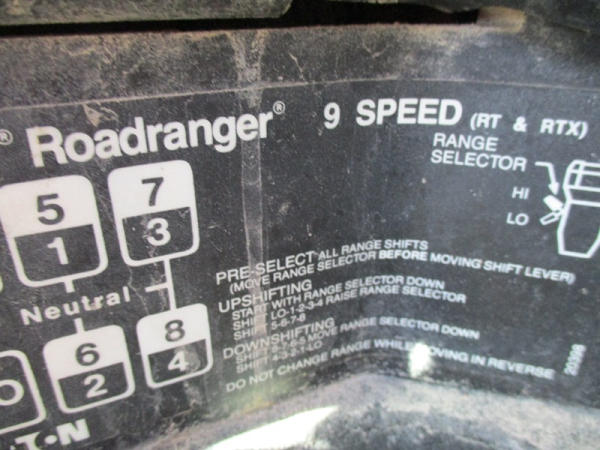 ® Roadranger® 9 SPEED (RT & RTX)
RANGE
SELECTOR
HI
LO
5
1
7
3
Neutral
6
2
8
4
PRE-SELECT ALL RANGE SHIFTS
(MOVE RANGE SELECTOR BEFORE MOVING SHIFT LEVER)
UPSHIFTING
START WITH RANGE SELECTOR DOWN
SHIFT LO-1-2-3-4 RAISE RANGE SELECTOR
SHIFT 5-6-7-8
DOWNSHIFTING
SHIFT 8-7-6-5 MOVE RANGE SELECTOR DOWN
SHIFT 4-3-2-1-LO
DO NOT CHANGE RANGE WHILE MOVING IN REVERSE
O
T•N